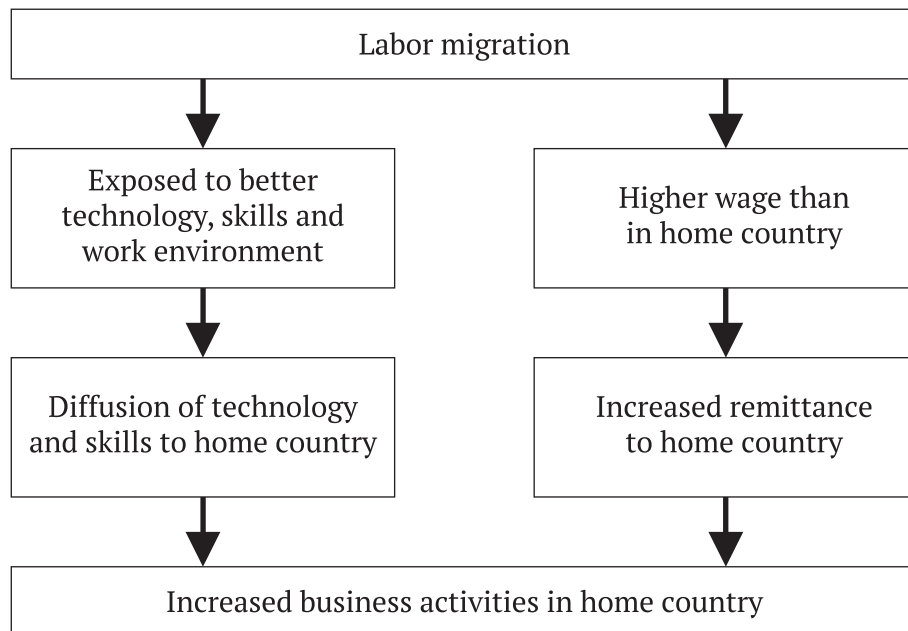 Labor migration
Exposed to better
technology, skills and
work environment
Higher wage than
in home country
Diffusion of technology
and skills to home country
Increased remittance
to home country
Increased business activities in home country